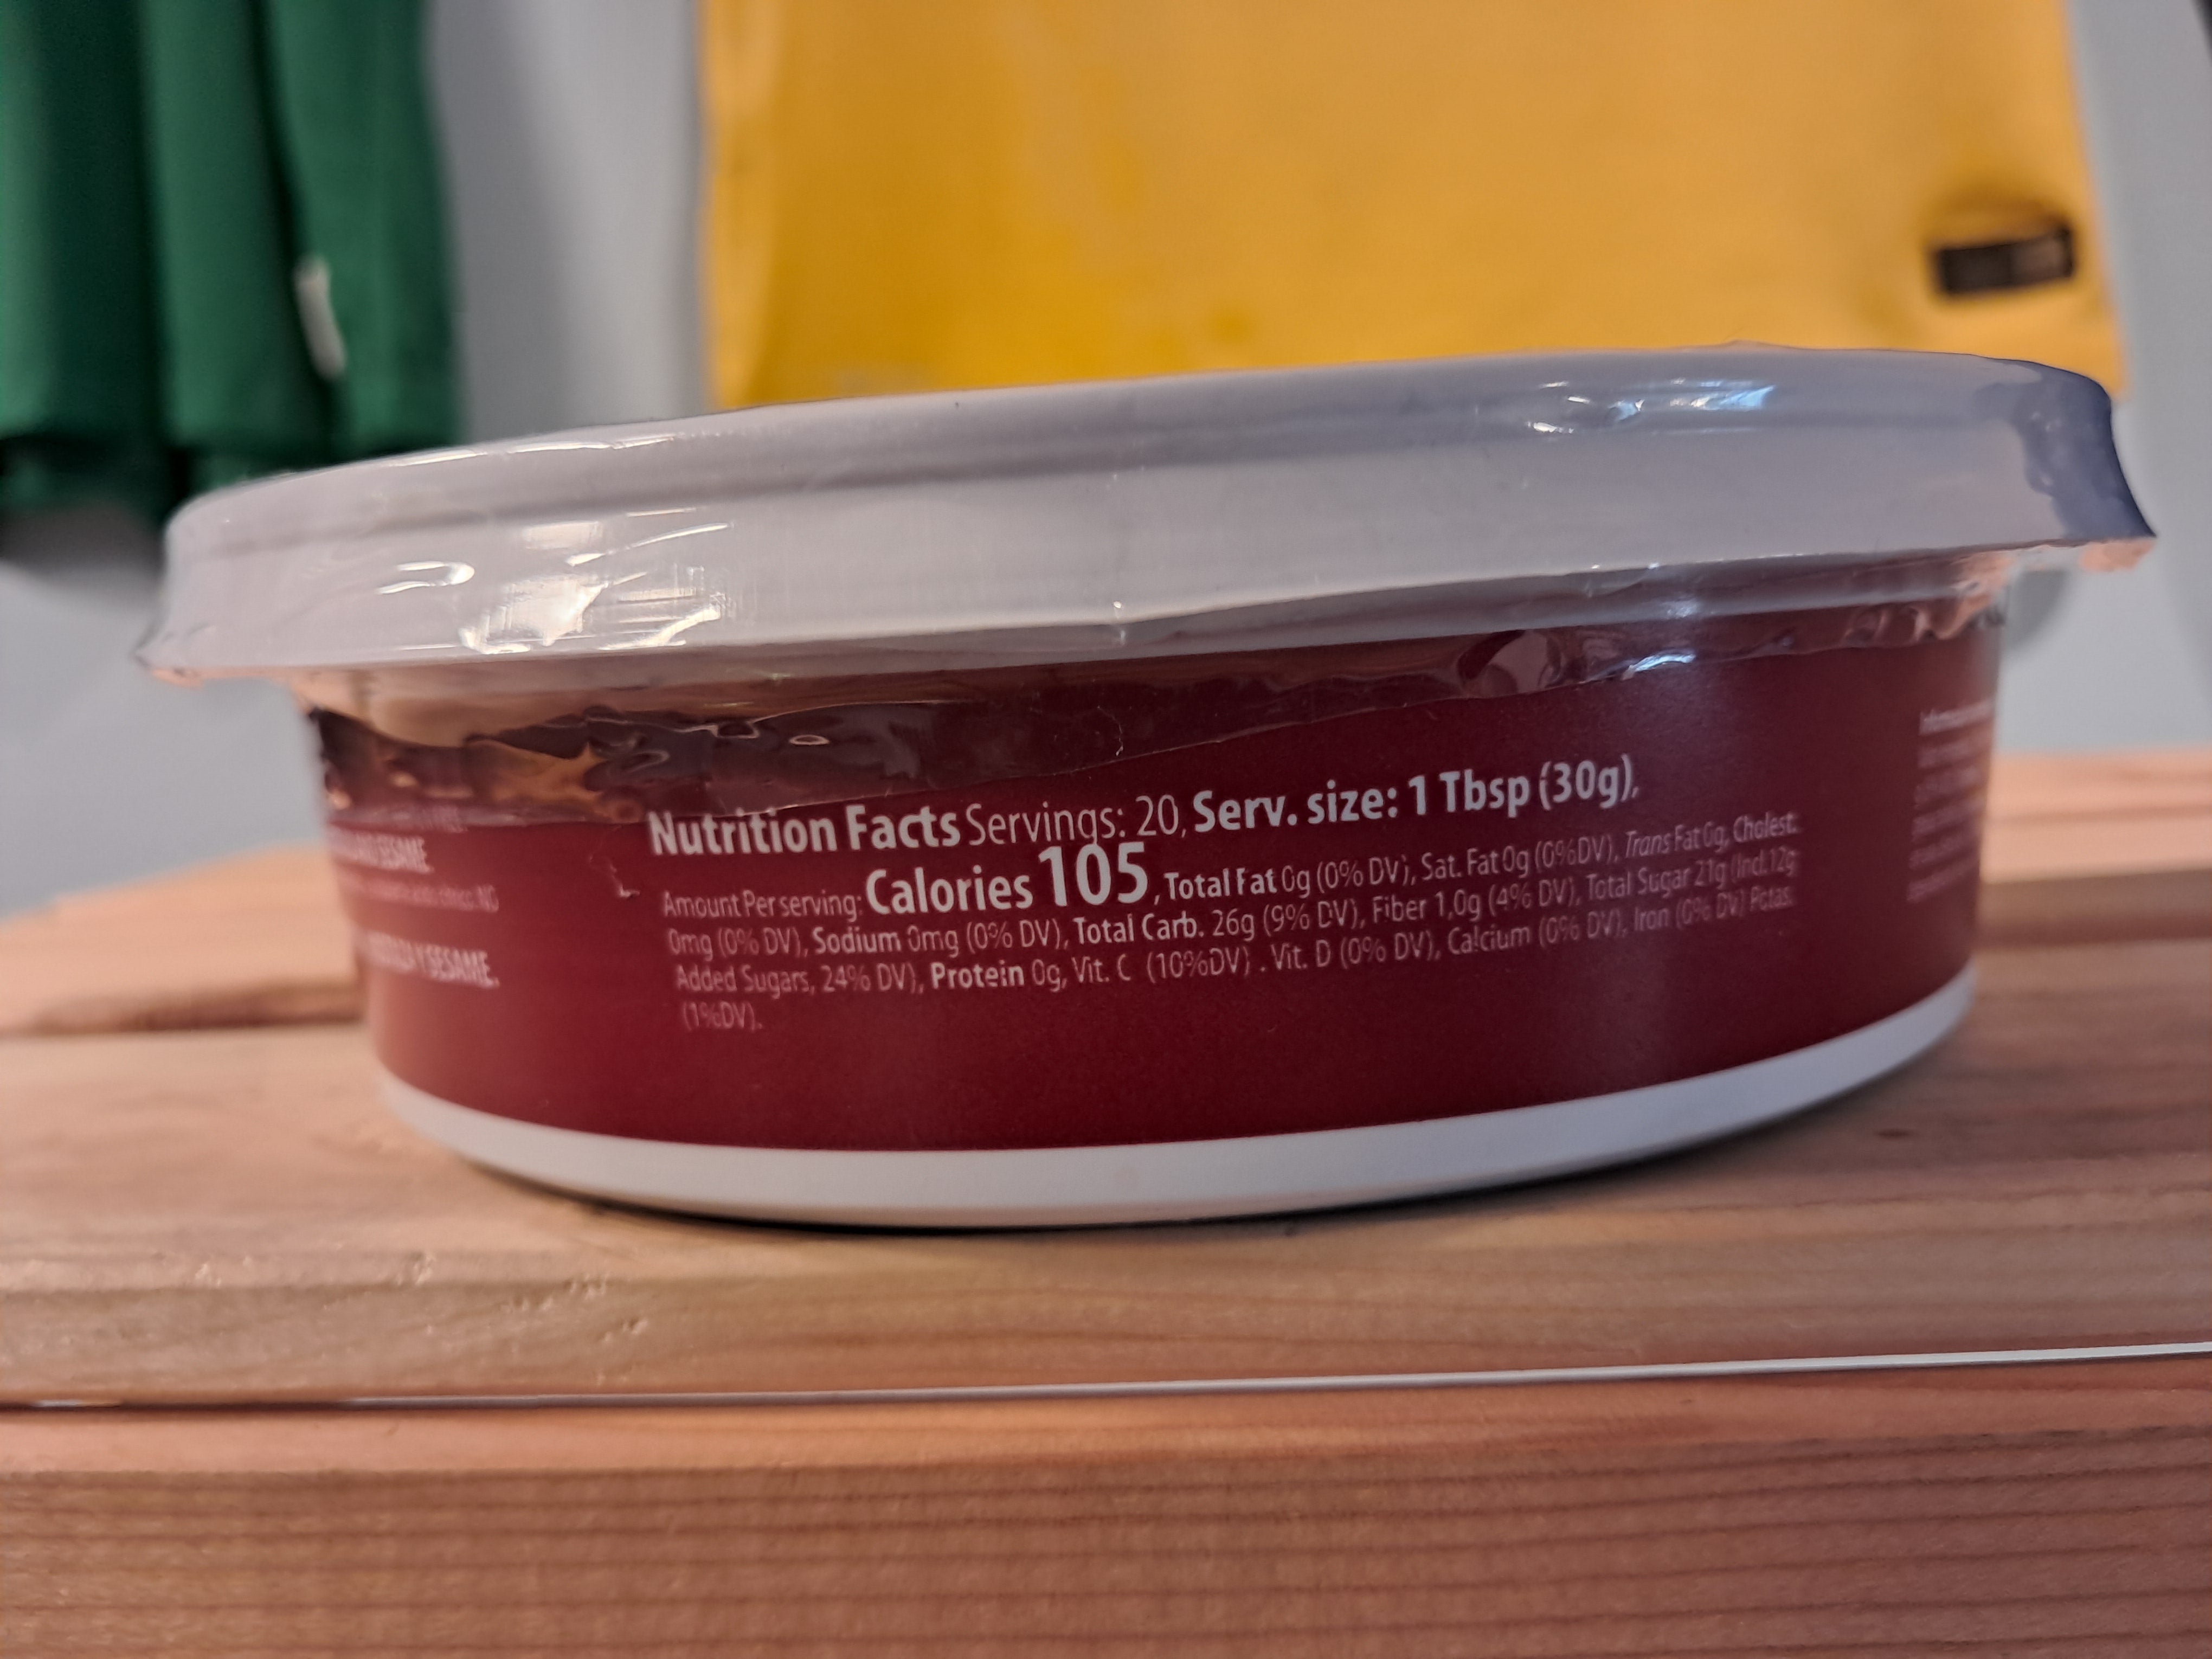 Nutrition Facts Servings: 20, Serv. size: 1 Tbsp (30g),
Amount Per serving: Calories 105, Total Fat 0g (0% DV), Sat. Fat 0g (0%DV), Trans Fat 0g, Cholest.
0mg (0% DV), Sodium 0mg (0% DV), Total Carb. 26g (9% DV), Fiber 1,0g (4% DV), Total Sugar 21g (Incl.12g
Added Sugars, 24% DV), Protein 0g, Vit. C (10%DV) . Vit. D (0% DV), Calcium (0% DV), Iron (0% DV) Potas.
(1%DV).
SESAME
Y SESAME.